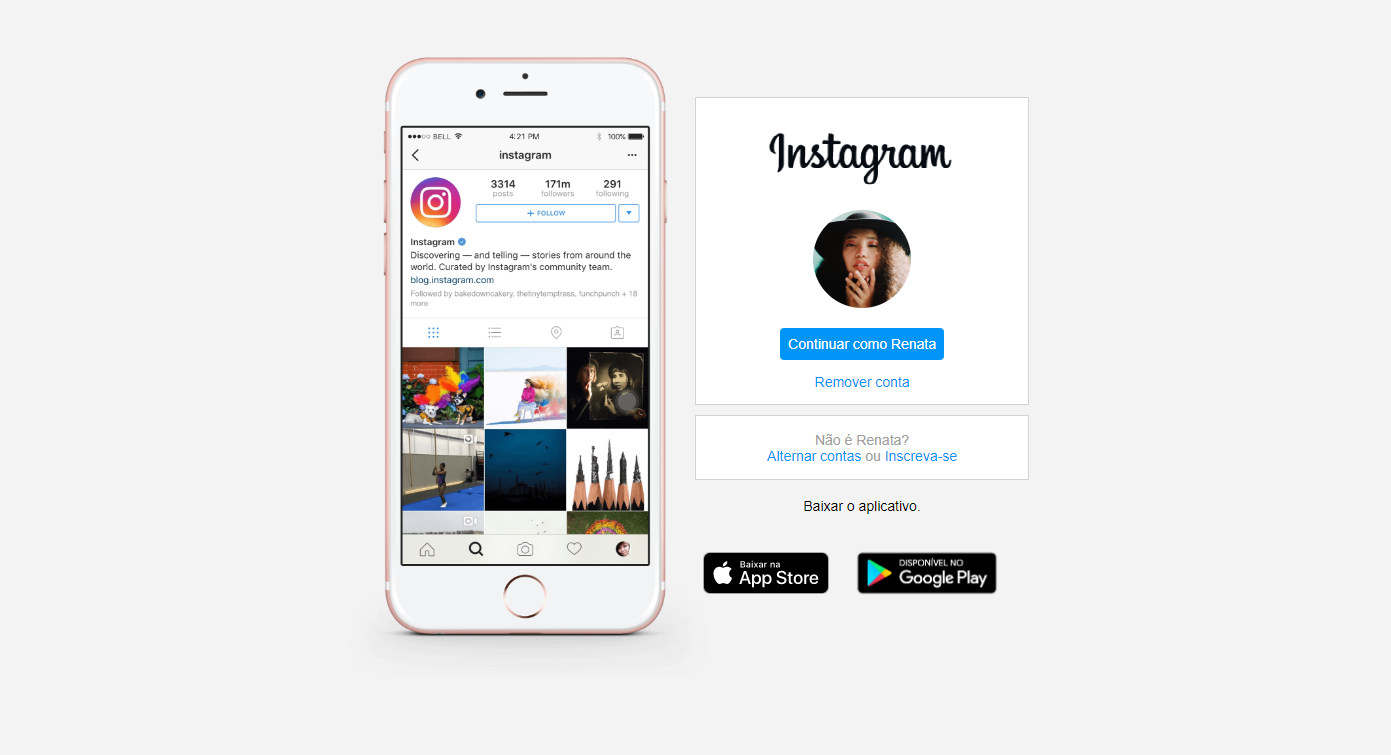 ●●●○○ BELL 4:21 PM 100%
instagram
3314 171m 291
posts followers following
+ FOLLOW
Instagram
Discovering — and telling — stories from around the
world. Curated by Instagram's community team.
blog.instagram.com
Followed by bakedowncakery, thetinytemptress, funchpunch + 18
more
Instagram
Continuar como Renata
Remover conta
Não é Renata?
Alternar contas ou Inscreva-se
Baixar o aplicativo.
Baixar na
App Store
DISPONÍVEL NO
Google Play